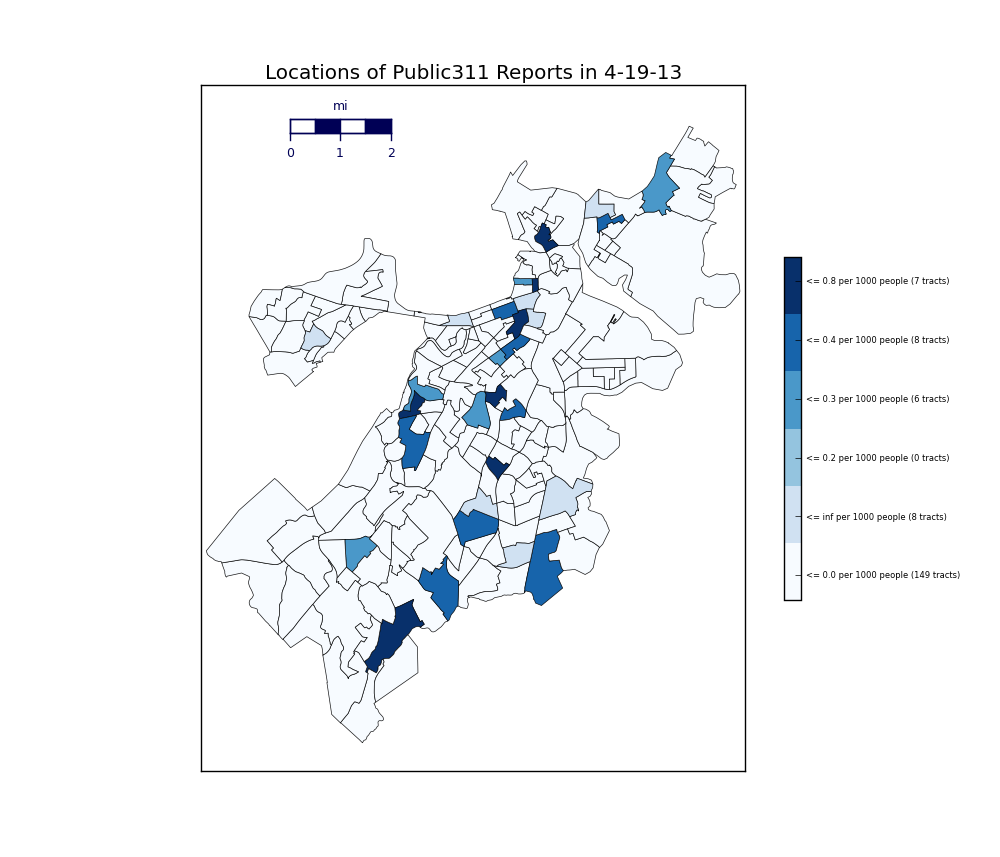 Locations of Public311 Reports in 4-19-13
mi
0 1 2
<= 0.8 per 1000 people (7 tracts)
<= 0.4 per 1000 people (8 tracts)
<= 0.3 per 1000 people (6 tracts)
<= 0.2 per 1000 people (0 tracts)
<= inf per 1000 people (8 tracts)
<= 0.0 per 1000 people (149 tracts)